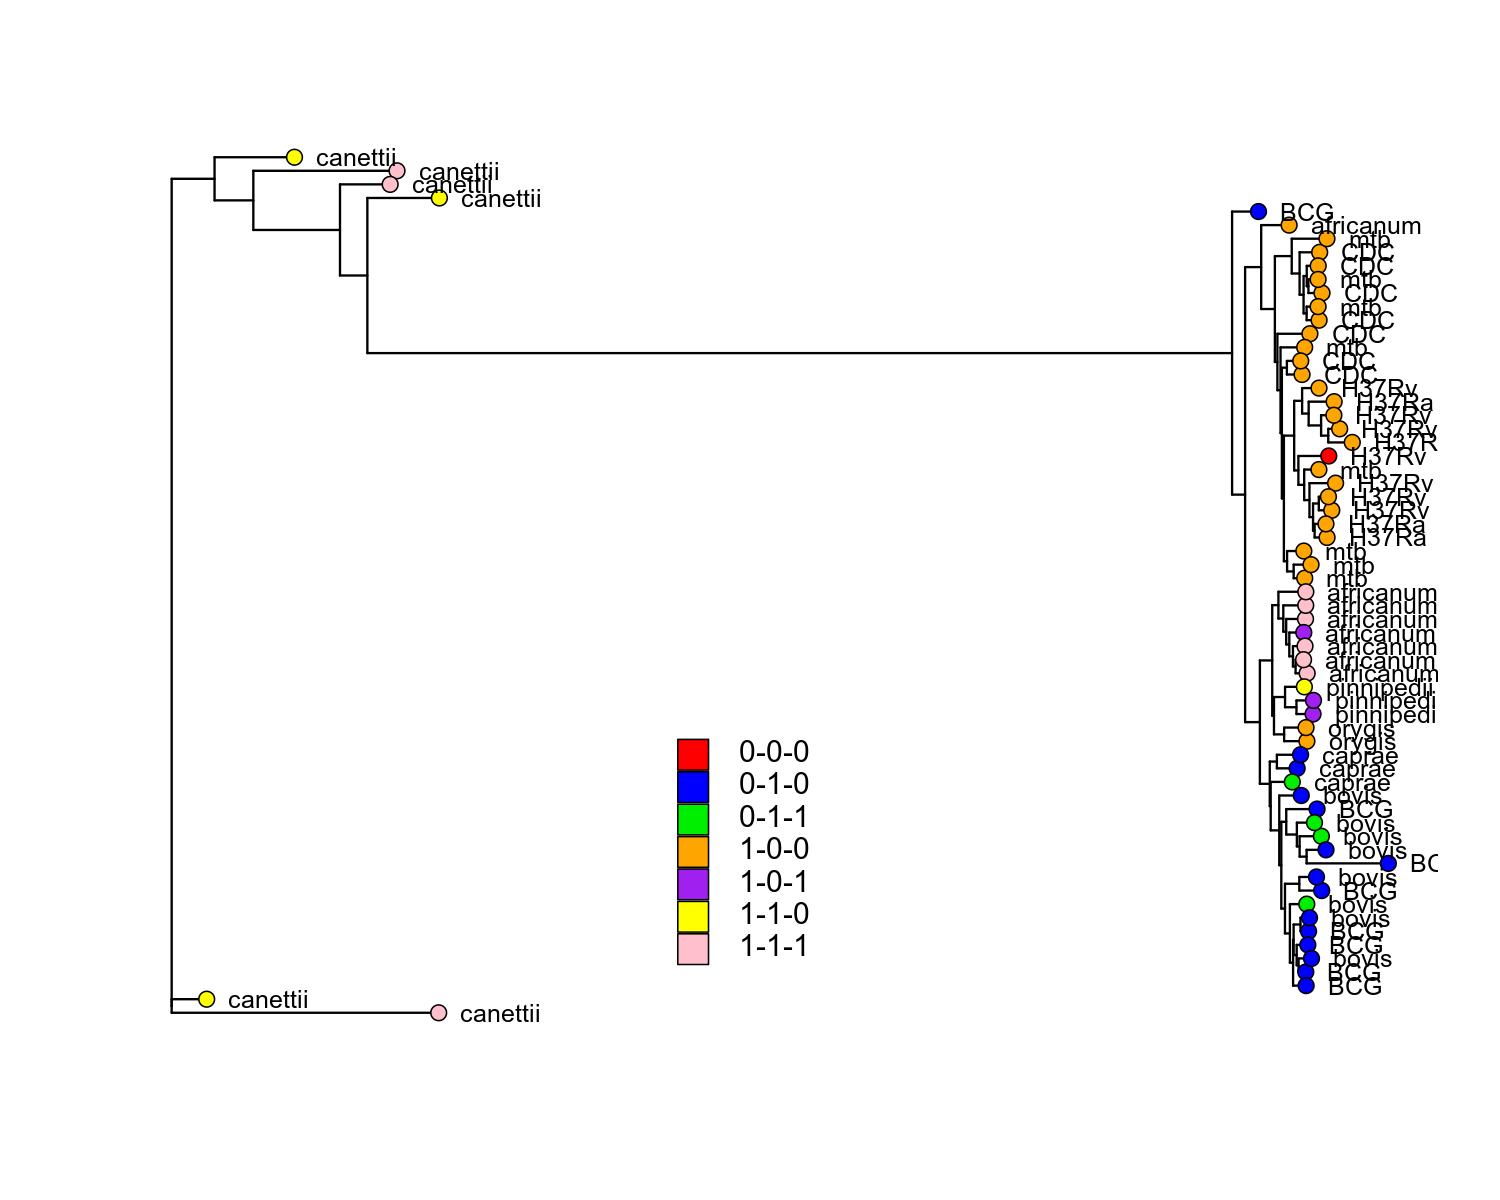 canettii
canettii
canettii
canettii
BCG
africanum
mtb
CDC
CDC
mtb
CDC
mtb
CDC
CDC
mtb
CDC
CDC
H37Rv
H37Ra
H37Rv
H37Rv
H37R
H37Rv
mtb
H37Rv
H37Rv
H37Rv
H37Ra
H37Ra
mtb
mtb
mtb
africanum
africanum
africanum
africanum
africanum
africanum
africanum
pinnipedii
pinnipedi
pinnipedi
orygis
orygis
caprae
caprae
caprae
bovis
BCG
bovis
bovis
bovis
BC
bovis
BCG
bovis
bovis
BCG
BCG
bovis
BCG
BCG
canettii
canettii
0-0-0
0-1-0
0-1-1
1-0-0
1-0-1
1-1-0
1-1-1